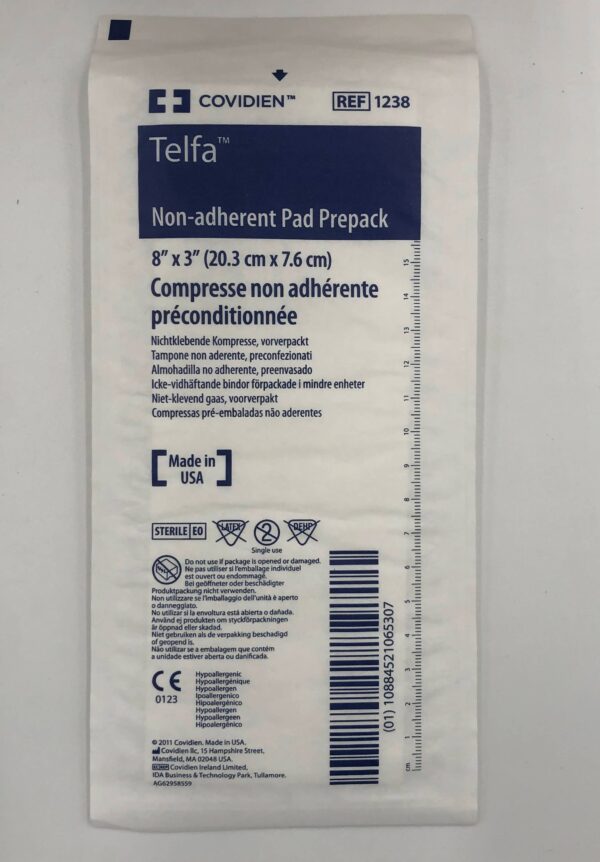 COVIDIEN™
REF 1238
Telfa™
Non-adherent Pad Prepack
8” x 3” (20.3 cm x 7.6 cm)
Compresse non adhérente
préconditionnée
Nichtklebende Kompresse, vorverpackt
Tampone non aderente, preconfezionati
Almohadilla no adherente, preenvasado
Icke-vidhäftande bindor förpackade i mindre enheter
Niet-klevend gaas, voorverpakt
Compressas pré-embaladas não aderentes
Made in
USA
STERILE EO
LATEX
2
DEHP
Single use
Do not use if package is opened or damaged.
Ne pas utiliser si l'emballage individuel
est ouvert ou endommagé.
Bei geöffneter oder beschädigter
Produktpackung nicht verwenden.
Non utilizzare se l'imballaggio dell'unità è aperto
o danneggiato.
No utilizar si la envoltura está abierta o dañada.
Använd ej produkten om styckförpackningen
är öppnad eller skadad.
Niet gebruiken als de verpakking beschadigd
of geopend is.
Não utilizar se a embalagem que contém
a unidade estiver aberta ou danificada.
CE
0123
Hypoallergenic
Hypoallergénique
Hypoallergen
Ipoallergenico
Hipoalergénico
Hypoallergen
Hypoallergeen
Hipoalergénico
© 2011 Covidien. Made in USA.
Covidien llc, 15 Hampshire Street,
Mansfield, MA 02048 USA.
EC REP Covidien Ireland Limited,
IDA Business & Technology Park, Tullamore.
AG62958559
(01) 10884521065307
15
14
13
12
11
10
9
8
7
6
5
4
3
2
1
cm